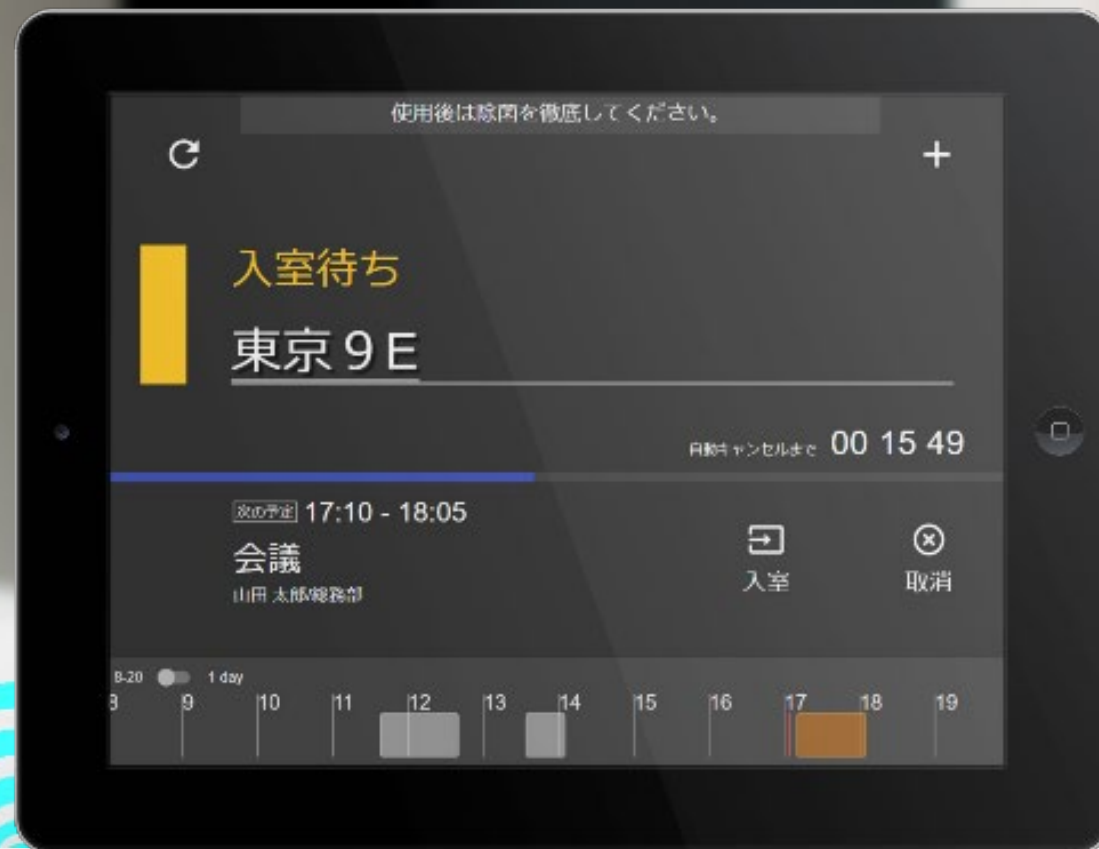 使用後は除菌を徹底してください。
入室待ち
東京9E
自動キャンセルまで 00 15 49
次の予定 17:10 - 18:05
会議
山田 太郎/総務部
入室
取消
8-20 1 day
8 9 10 11 12 13 14 15 16 17 18 19